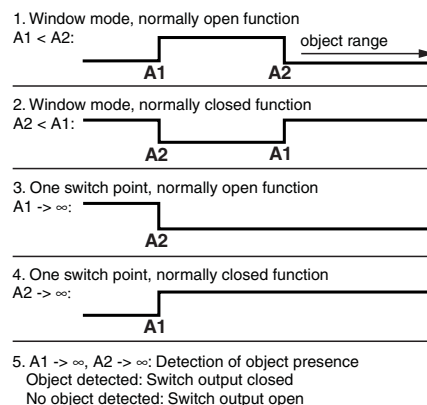 1. Window mode, normally open function
A1 < A2:
object range
A1 A2
2. Window mode, normally closed function
A2 < A1:
A2 A1
3. One switch point, normally open function
A1 -> ∞:
A2
4. One switch point, normally closed function
A2 -> ∞:
A1
5. A1 -> ∞, A2 -> ∞: Detection of object presence
Object detected: Switch output closed
No object detected: Switch output open